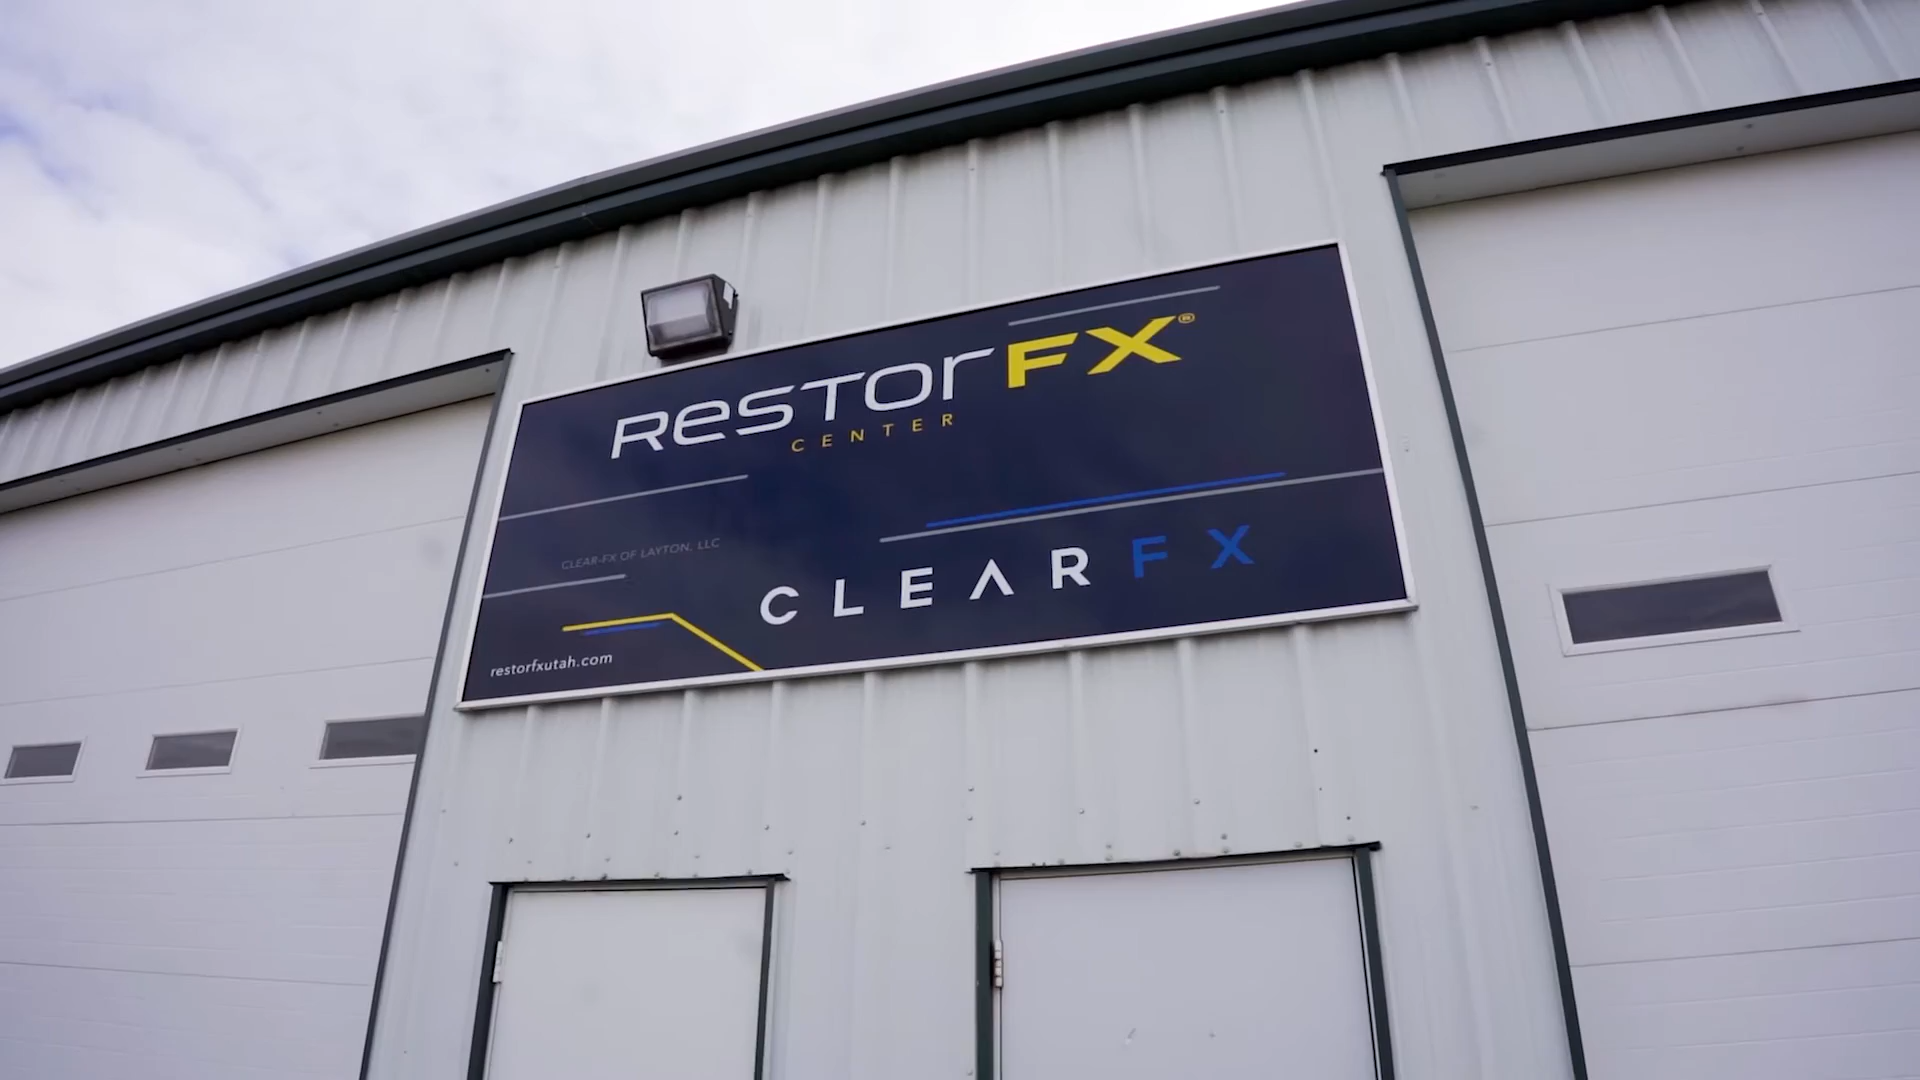 RESTORFX®
CENTER
CLEAR-FX OF LAYTON, LLC
CLEARFX
restorfxutah.com